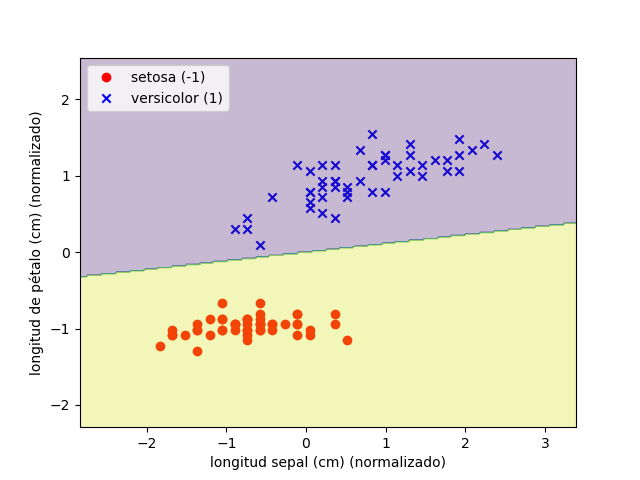 setosa (-1)
versicolor (1)
longitud de pétalo (cm) (normalizado)
2
1
0
−1
−2
−2
−1
0
1
2
3
longitud sepal (cm) (normalizado)